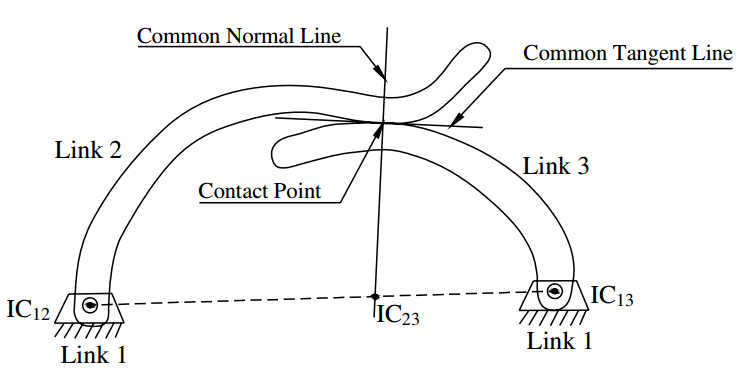 Common Normal Line
Common Tangent Line
Link 2
Link 3
Contact Point
IC12
IC23
IC13
Link 1
Link 1